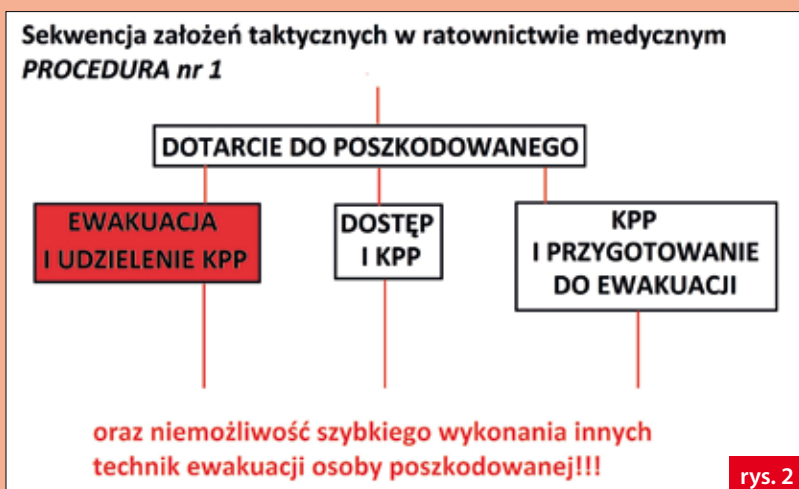 Sekwencja założeń taktycznych w ratownictwie medycznym
PROCEDURA nr 1
DOTARCIE DO POSZKODOWANEGO
EWAKUACJA
I UDZIELENIE KPP
DOSTĘP
I KPP
KPP
I PRZYGOTOWANIE
DO EWAKUACJI
oraz niemożliwość szybkiego wykonania innych
technik ewakuacji osoby poszkodowanej!!!
rys. 2